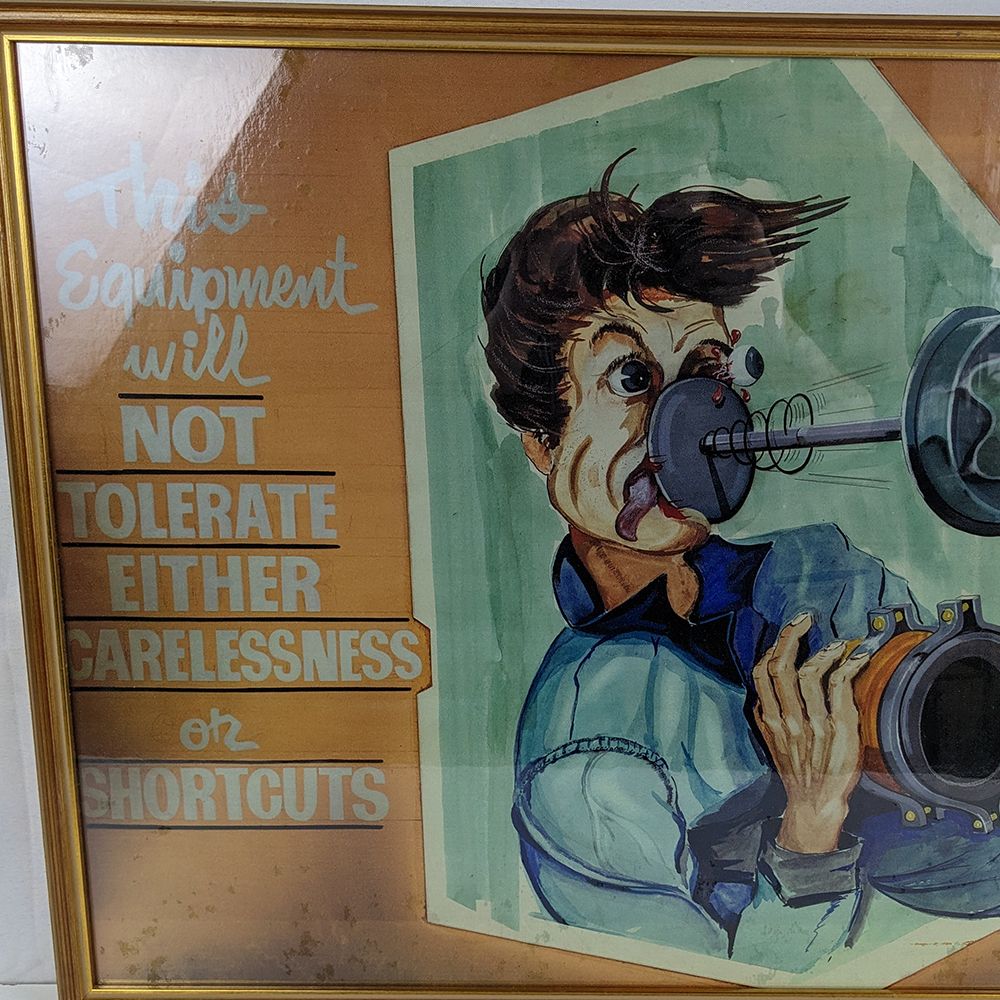 This
Equipment
will
NOT
TOLERATE
EITHER
CARELESSNESS
or
SHORTCUTS